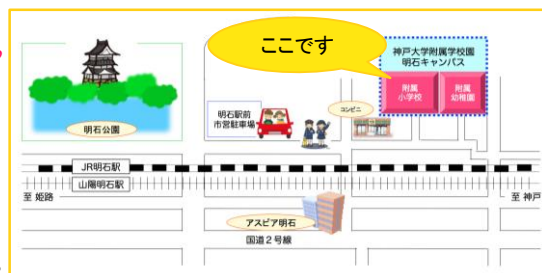 ここです
神戸大学附属学校園
明石キャンパス
附属
小学校
附属
幼稚園
コンビニ
明石駅前
市営駐車場
明石公園
JR明石駅
山陽明石駅
至 姫路
至 神戸
アスピア明石
国道2号線